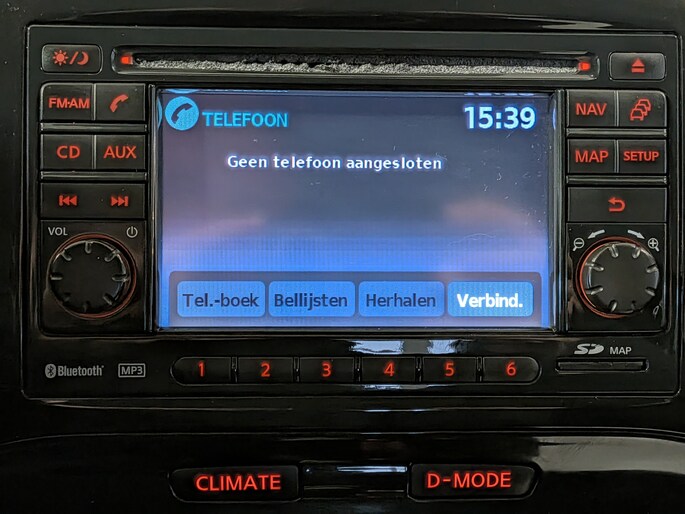 FM·AM
CD AUX
VOL
TELEFOON 15:39
Geen telefoon aangesloten
Tel.-boek Bellijsten Herhalen Verbind.
NAV
MAP SETUP
SD MAP
Bluetooth® MP3
1 2 3 4 5 6
CLIMATE D-MODE